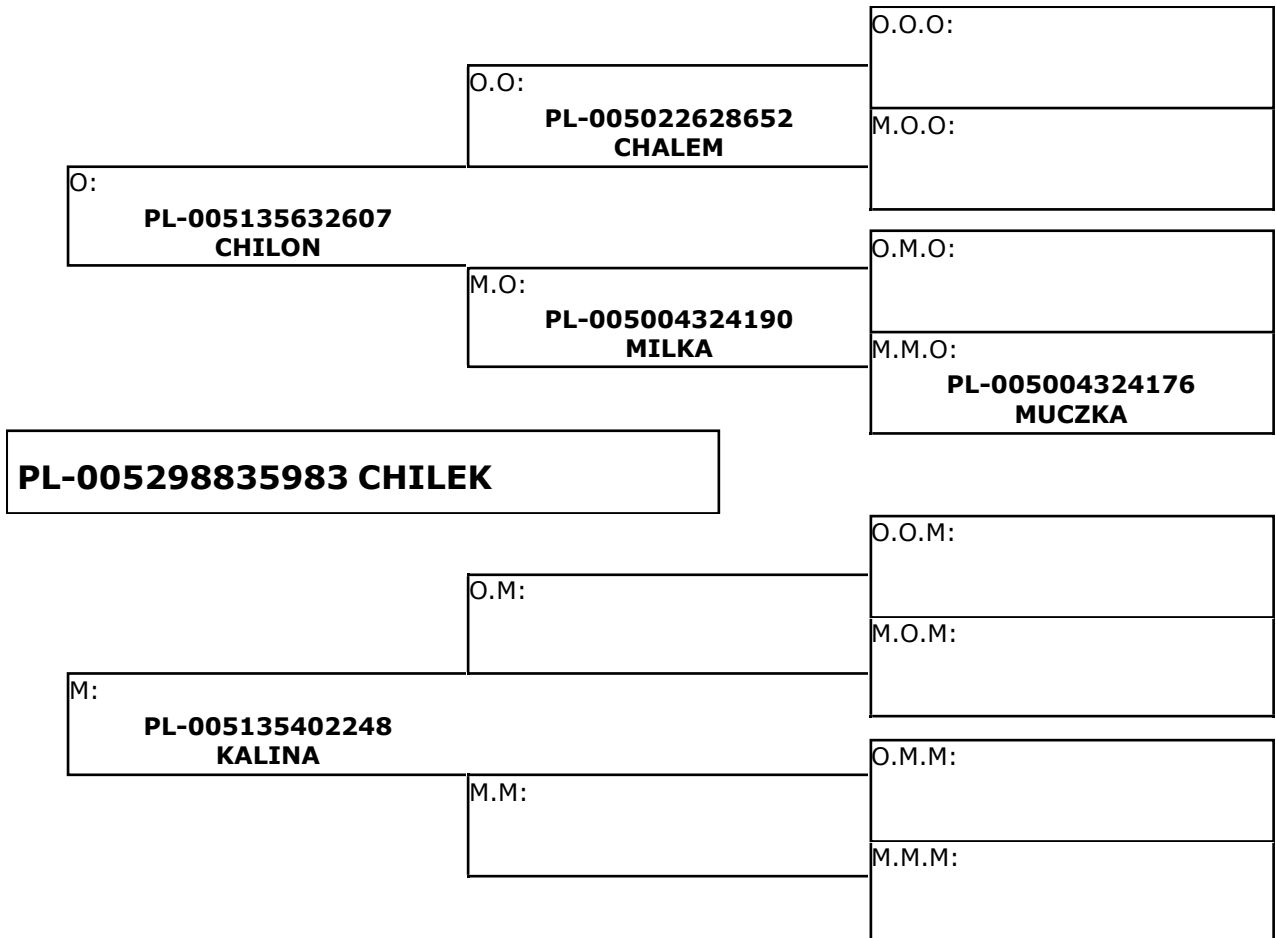 O.O.O:
O.O:
PL-005022628652
CHALEM
M.O.O:
O:
PL-005135632607
CHILON
O.M.O:
M.O:
PL-005004324190
MILKA
M.M.O:
PL-005004324176
MUCZKA
PL-005298835983 CHILEK
O.O.M:
O.M:
M.O.M:
M:
PL-005135402248
KALINA
O.M.M:
M.M:
M.M.M: